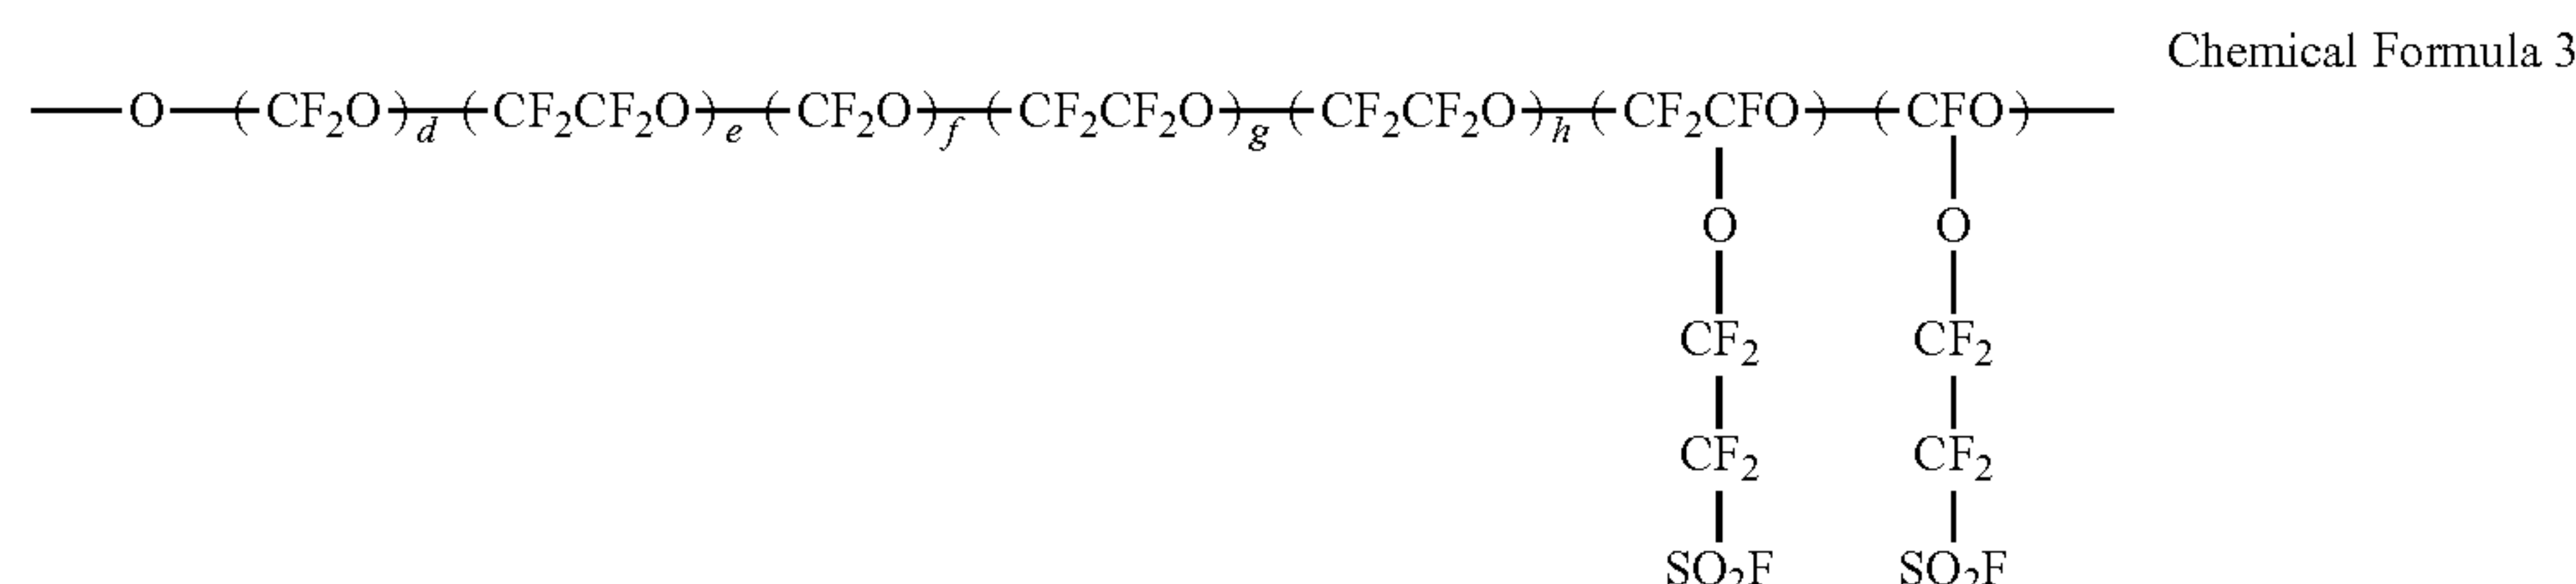 Chemical Formula 3
O ( CF₂O )d ( CF₂CF₂O )e ( CF₂O )f ( CF₂CF₂O )g ( CF₂CF₂O )h ( CF₂CFO ) ( CFO )
O O
CF₂ CF₂
CF₂ CF₂
SO₂F SO₂F